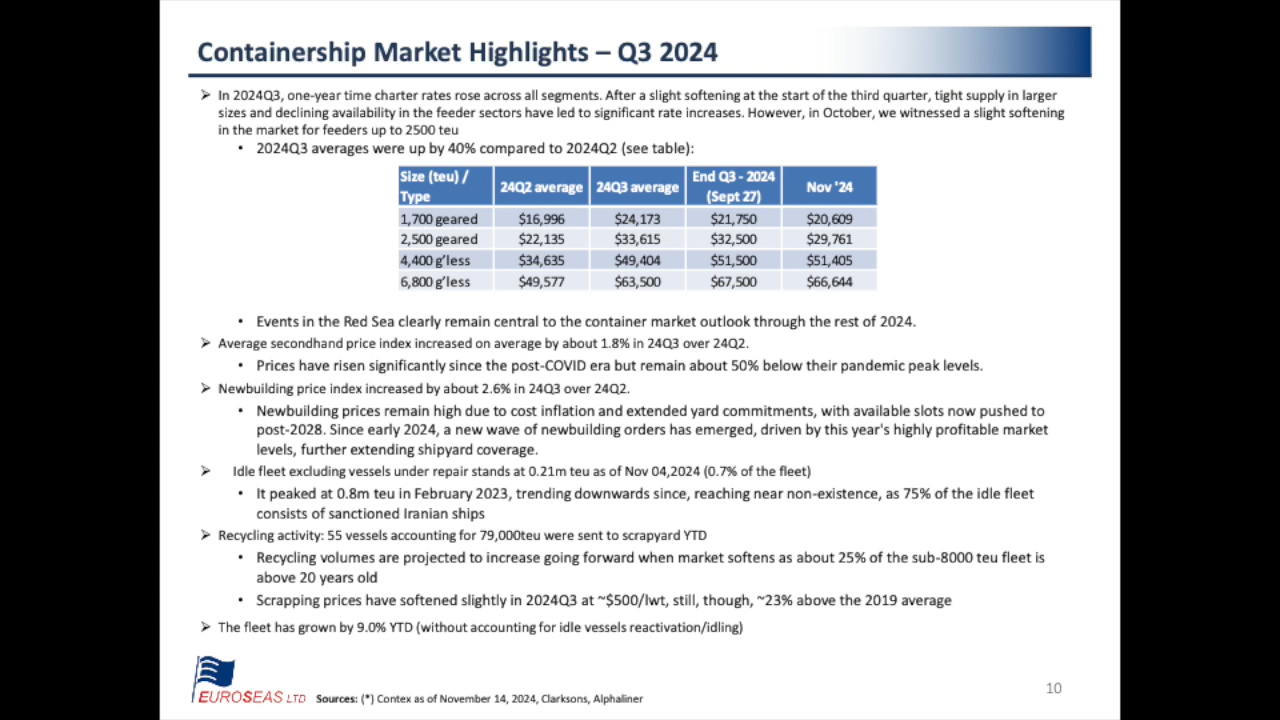 Containership Market Highlights – Q3 2024
➢ In 2024Q3, one-year time charter rates rose across all segments. After a slight softening at the start of the third quarter, tight supply in larger
sizes and declining availability in the feeder sectors have led to significant rate increases. However, in October, we witnessed a slight softening
in the market for feeders up to 2500 teu
• 2024Q3 averages were up by 40% compared to 2024Q2 (see table):
Size (teu) / Type 24Q2 average 24Q3 average End Q3 - 2024 (Sept 27) Nov '24
1,700 geared $16,996 $24,173 $21,750 $20,609
2,500 geared $22,135 $33,615 $32,500 $29,761
4,400 g'less $34,635 $49,404 $51,500 $51,405
6,800 g'less $49,577 $63,500 $67,500 $66,644
• Events in the Red Sea clearly remain central to the container market outlook through the rest of 2024.
➢ Average secondhand price index increased on average by about 1.8% in 24Q3 over 24Q2.
• Prices have risen significantly since the post-COVID era but remain about 50% below their pandemic peak levels.
➢ Newbuilding price index increased by about 2.6% in 24Q3 over 24Q2.
• Newbuilding prices remain high due to cost inflation and extended yard commitments, with available slots now pushed to
post-2028. Since early 2024, a new wave of newbuilding orders has emerged, driven by this year's highly profitable market
levels, further extending shipyard coverage.
➢ Idle fleet excluding vessels under repair stands at 0.21m teu as of Nov 04,2024 (0.7% of the fleet)
• It peaked at 0.8m teu in February 2023, trending downwards since, reaching near non-existence, as 75% of the idle fleet
consists of sanctioned Iranian ships
➢ Recycling activity: 55 vessels accounting for 79,000teu were sent to scrapyard YTD
• Recycling volumes are projected to increase going forward when market softens as about 25% of the sub-8000 teu fleet is
above 20 years old
• Scrapping prices have softened slightly in 2024Q3 at ~$500/lwt, still, though, ~23% above the 2019 average
➢ The fleet has grown by 9.0% YTD (without accounting for idle vessels reactivation/idling)
EUROSEAS LTD
Sources: (*) Contex as of November 14, 2024, Clarksons, Alphaliner
10